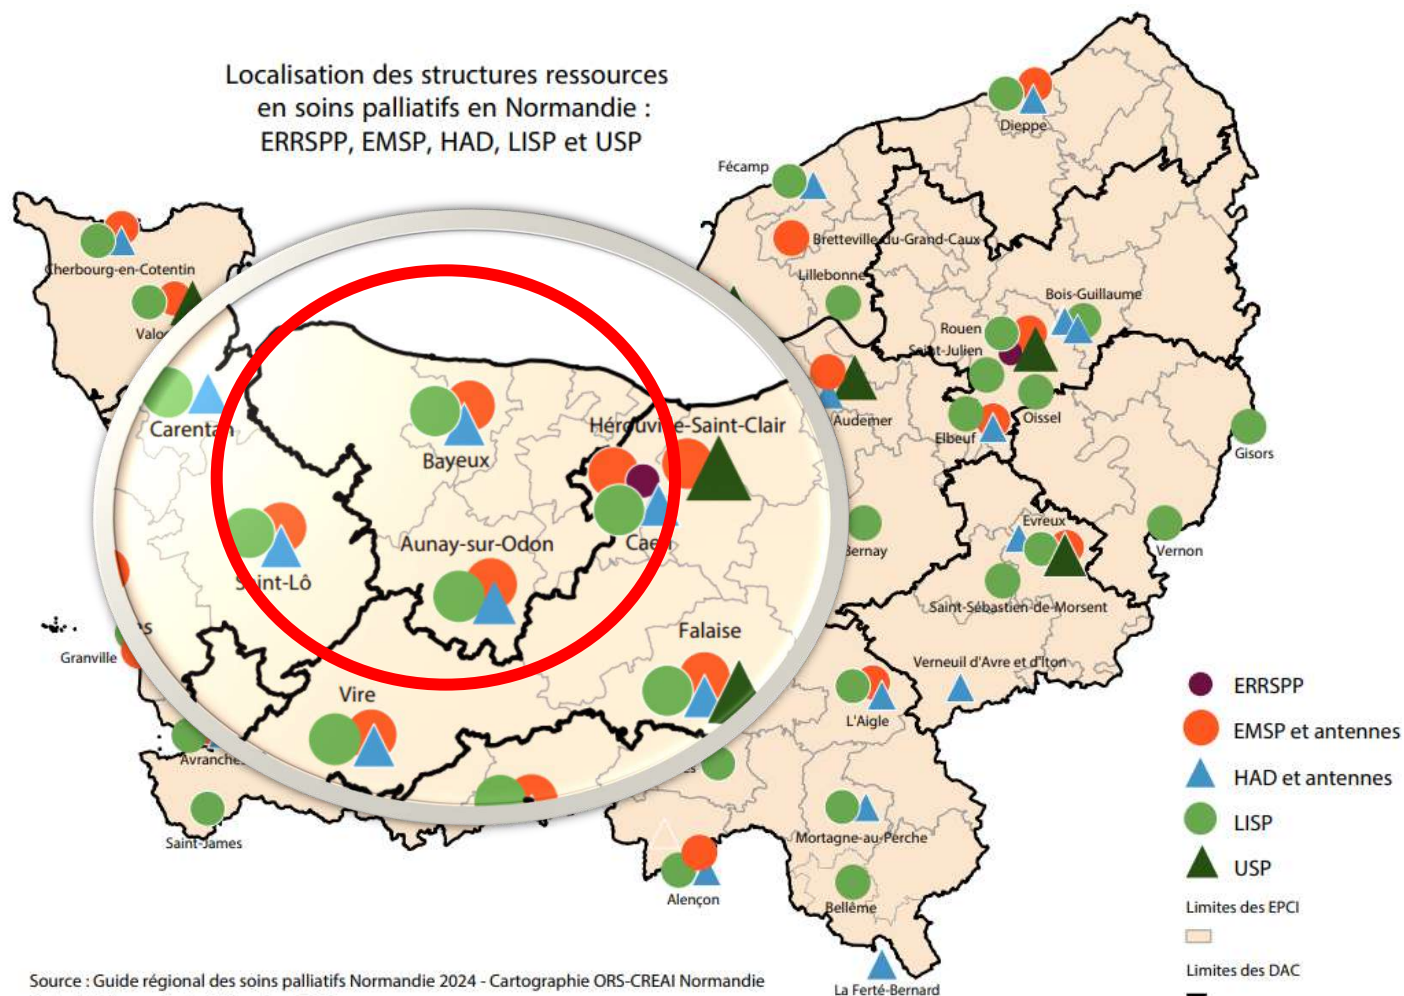 Localisation des structures ressources
en soins palliatifs en Normandie :
ERRSPP, EMSP, HAD, LISP et USP
Dieppe
Fécamp
Bretteville-du-Grand-Caux
Lillebonne
Cherbourg-en-Cotentin
Valo
Bois-Guillaume
Rouen
Saint-Julien
Oissel
Elbeuf
Gisors
Audemer
Carentan
Hérouville-Saint-Clair
Bayeux
Caen
Aunay-sur-Odon
Saint-Lô
es
Granville
Falaise
Vire
Bernay
Evreux
Vernon
Saint-Sébastien-de-Morsent
Verneuil d'Avre et d'Iton
L'Aigle
Avranches
es
Saint-James
Mortagne-au-Perche
Alençon
Bellême
La Ferté-Bernard
ERRSPP
EMSP et antennes
HAD et antennes
LISP
USP
Limites des EPCI
Limites des DAC
Source : Guide régional des soins palliatifs Normandie 2024 - Cartographie ORS-CREAI Normandie